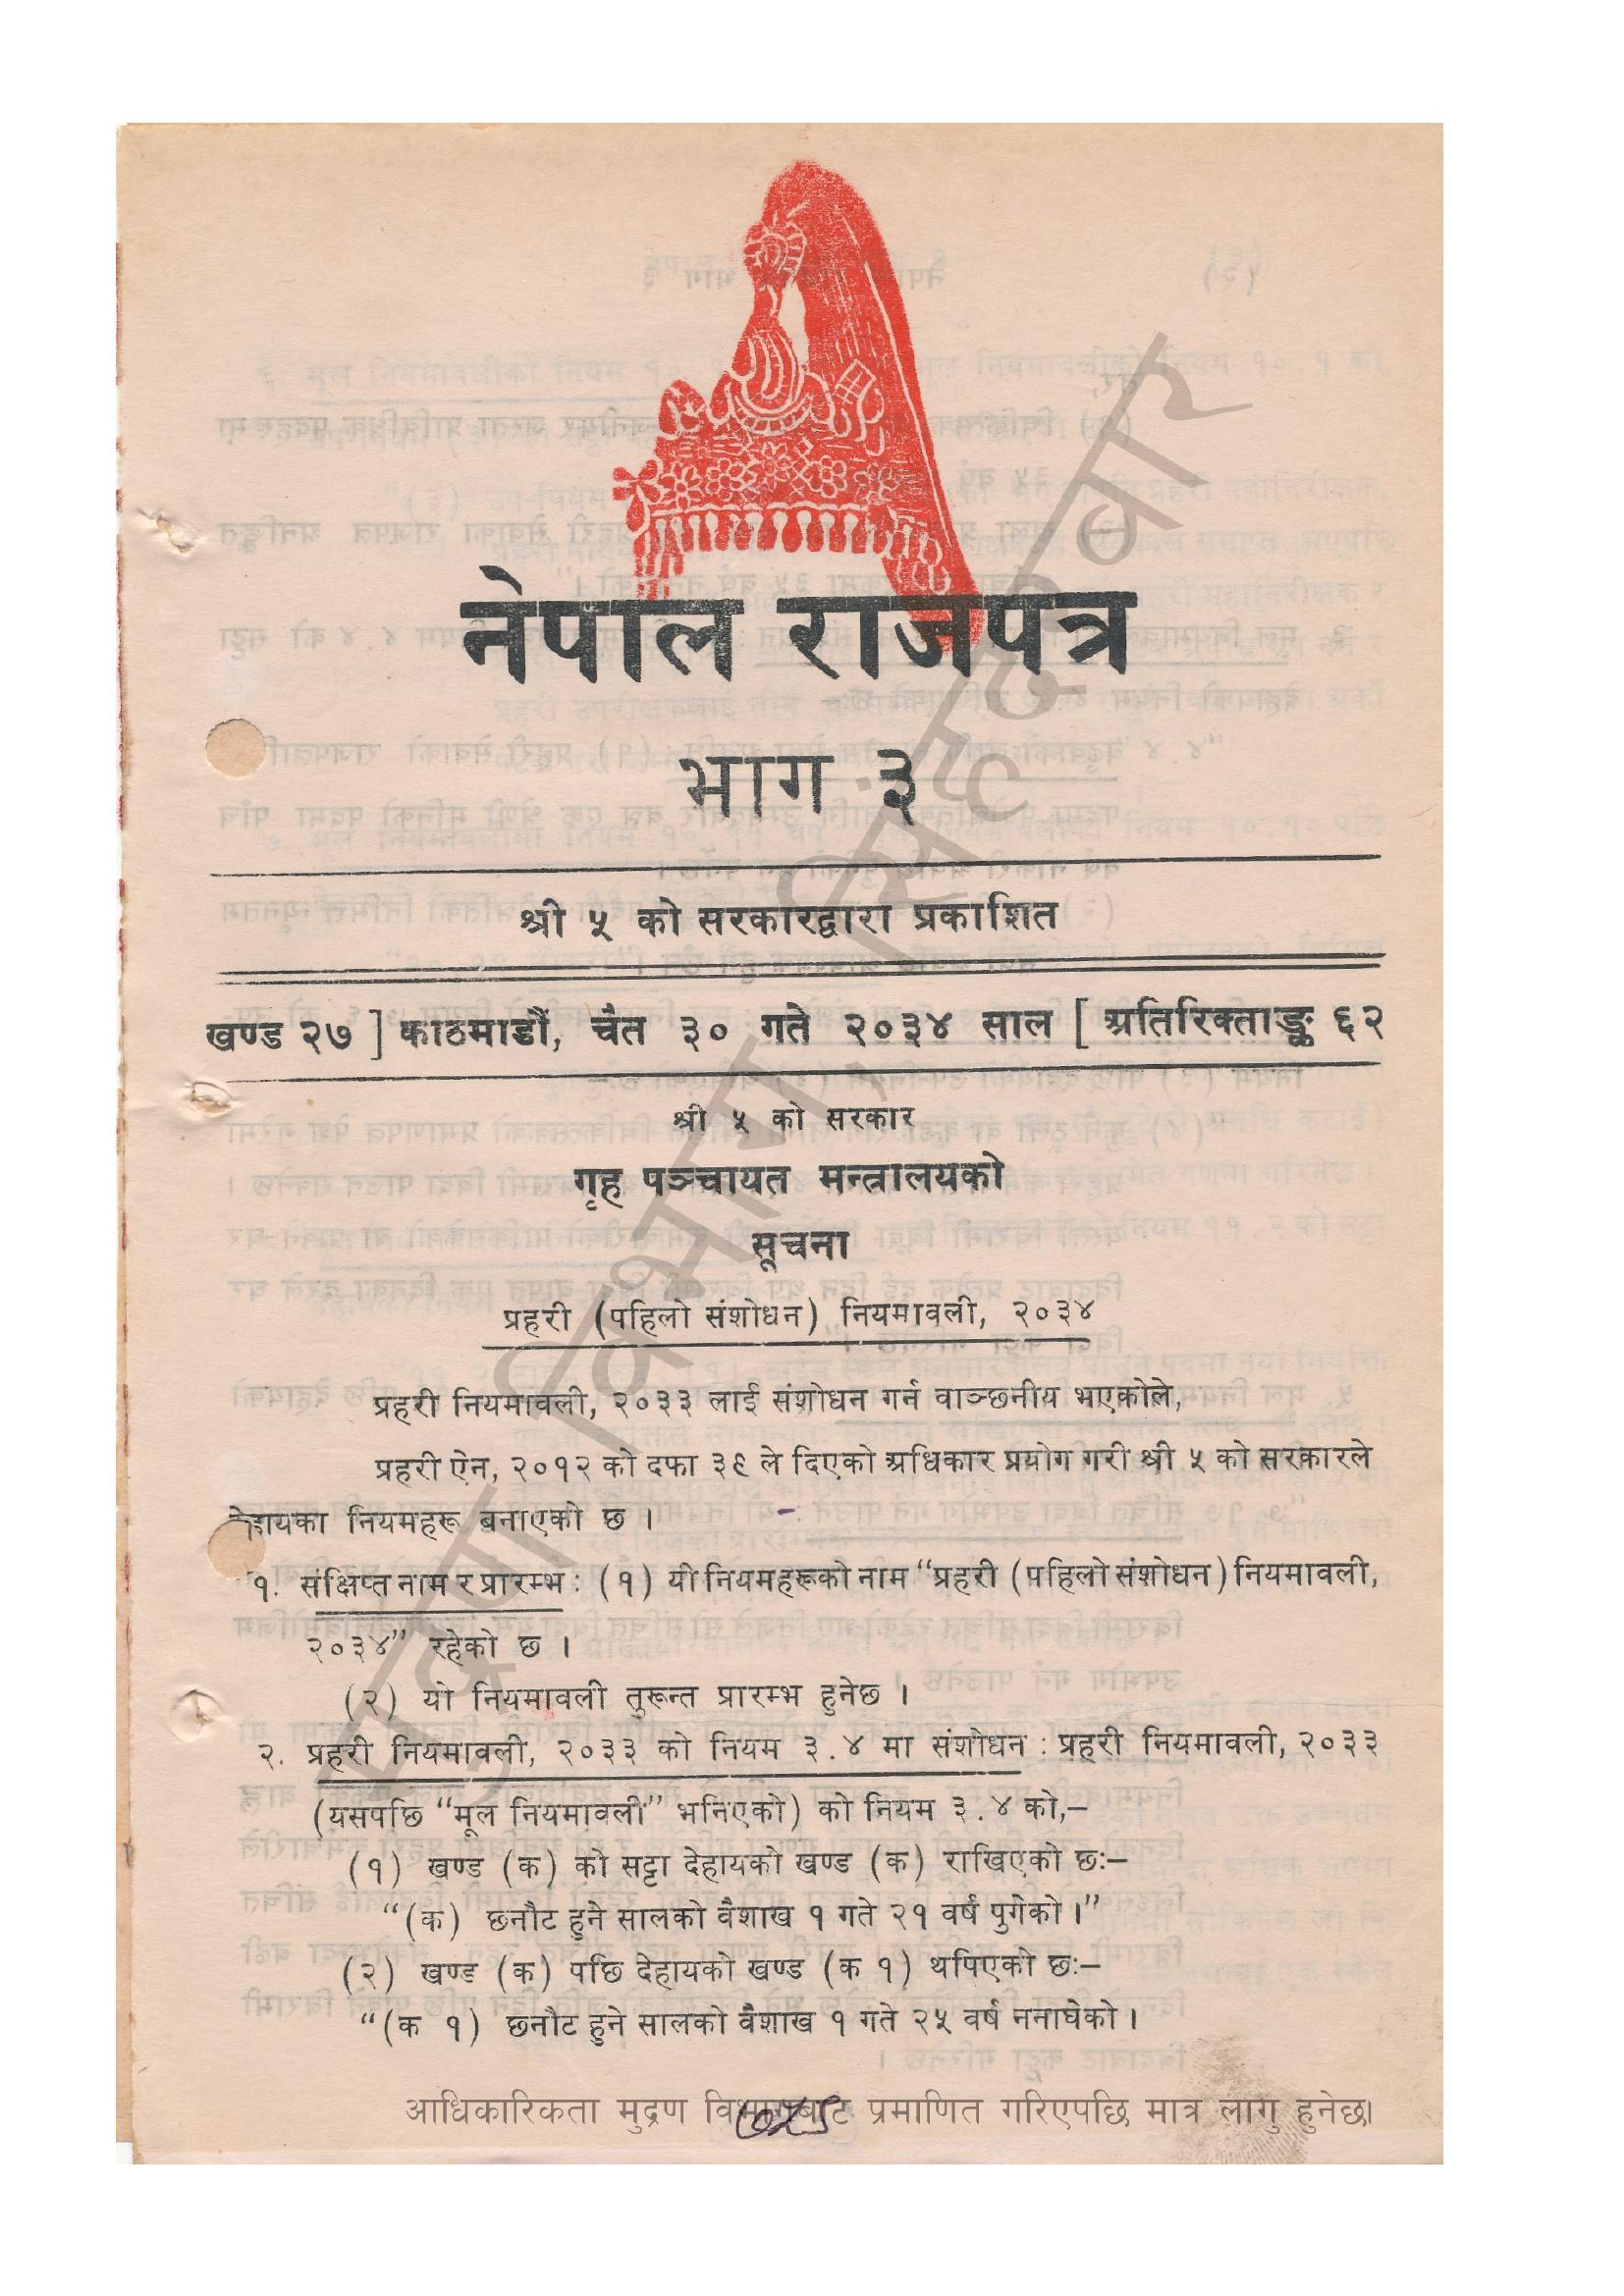 नेपाल राजपत्र
भाग ३
श्री ५ को सरकारद्वारा प्रकाशित
खण्ड २७ ] काठमाडौं, चैत ३० गते २०३४ साल [ अतिरिक्ताङ्क ६२
श्री ५ को सरकार
गृह पञ्चायत मन्त्रालयको
सूचना
प्रहरी (पहिलो संशोधन) नियमावली, २०३४
प्रहरी नियमावली, २०३३ लाई संशोधन गर्न वाञ्छनीय भएकोले,
प्रहरी ऐन, २०१२ को दफा ३९ ले दिएको अधिकार प्रयोग गरी श्री ५ को सरकारले
देहायका नियमहरू बनाएको छ ।
१. संक्षिप्त नाम र प्रारम्भ : (१) यो नियमहरूको नाम “प्रहरी (पहिलो संशोधन) नियमावली,
२०३४” रहेको छ ।
(२) यो नियमावली तुरून्त प्रारम्भ हुनेछ ।
२. प्रहरी नियमावली, २०३३ को नियम ३.४ मा संशोधन : प्रहरी नियमावली, २०३३
(यसपछि “मूल नियमावली” भनिएको) को नियम ३.४ को,–
(१) खण्ड (क) को सट्टा देहायको खण्ड (क) राखिएको छ:–
“(क) छनौट हुने सालको वैशाख १ गते २१ वर्ष पुगेको ।”
(२) खण्ड (क) पछि देहायको खण्ड (क १) थपिएको छ:–
“(क १) छनौट हुने सालको वैशाख १ गते २५ वर्ष ननाघेको ।
मुद्रण विभाग, सिंहदरवार
आधिकारिकता मुद्रण विभागबाट प्रमाणित गरिएपछि मात्र लागु हुनेछ।